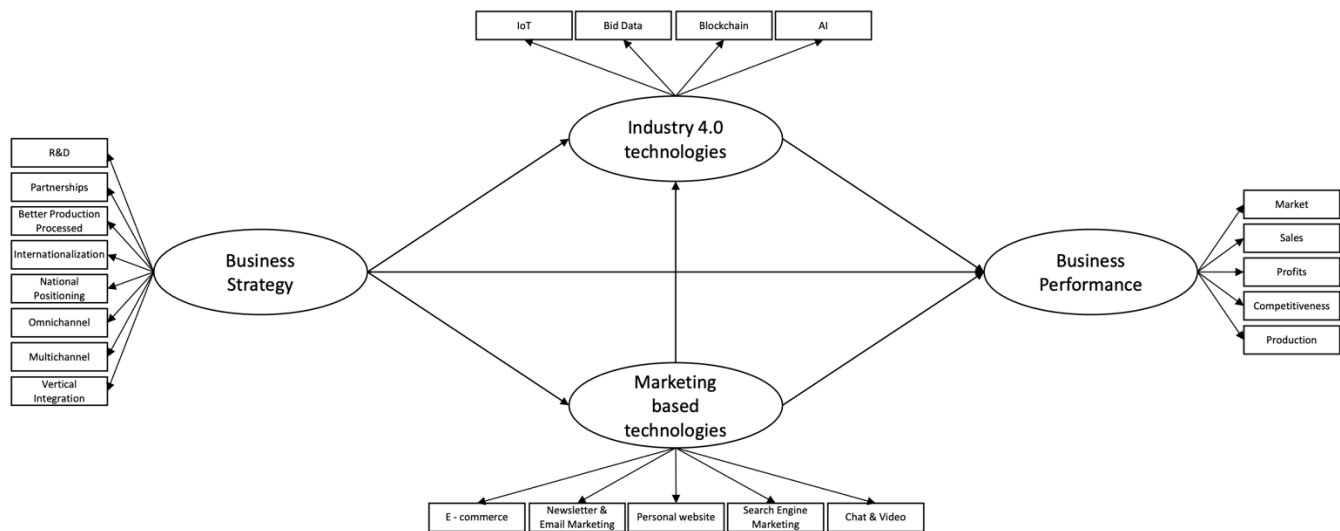 IoT
Bid Data
Blockchain
AI
Industry 4.0
technologies
R&D
Partnerships
Better Production
Processed
Internationalization
National
Positioning
Omnichannel
Multichannel
Vertical
Integration
Business
Strategy
Business
Performance
Market
Sales
Profits
Competitiveness
Production
Marketing
based
technologies
E - commerce
Newsletter &
Email Marketing
Personal website
Search Engine
Marketing
Chat & Video